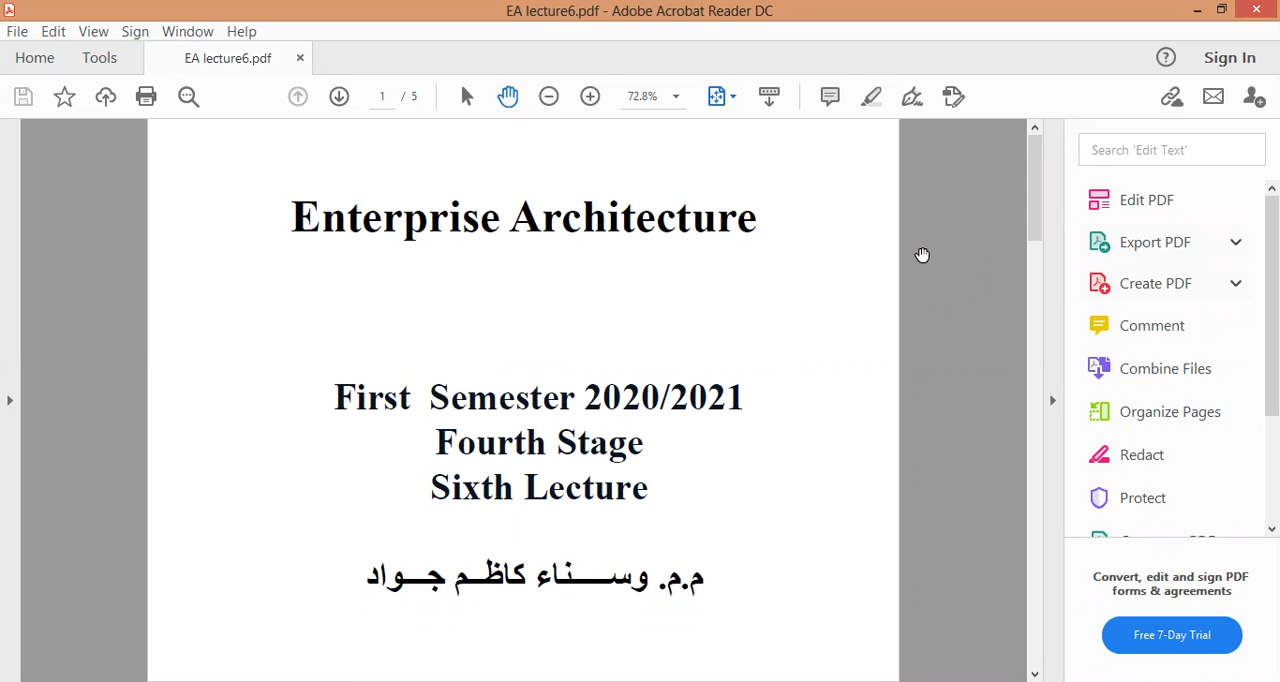 EA lecture6.pdf - Adobe Acrobat Reader DC
File Edit View Sign Window Help
Home Tools EA lecture6.pdf × Sign In
1 / 5 72.8%
Search 'Edit Text'
Enterprise Architecture
First Semester 2020/2021
Fourth Stage
Sixth Lecture
م.م. وســـناء كاظــم جــواد
Edit PDF
Export PDF
Create PDF
Comment
Combine Files
Organize Pages
Redact
Protect
Convert, edit and sign PDF
forms & agreements
Free 7-Day Trial